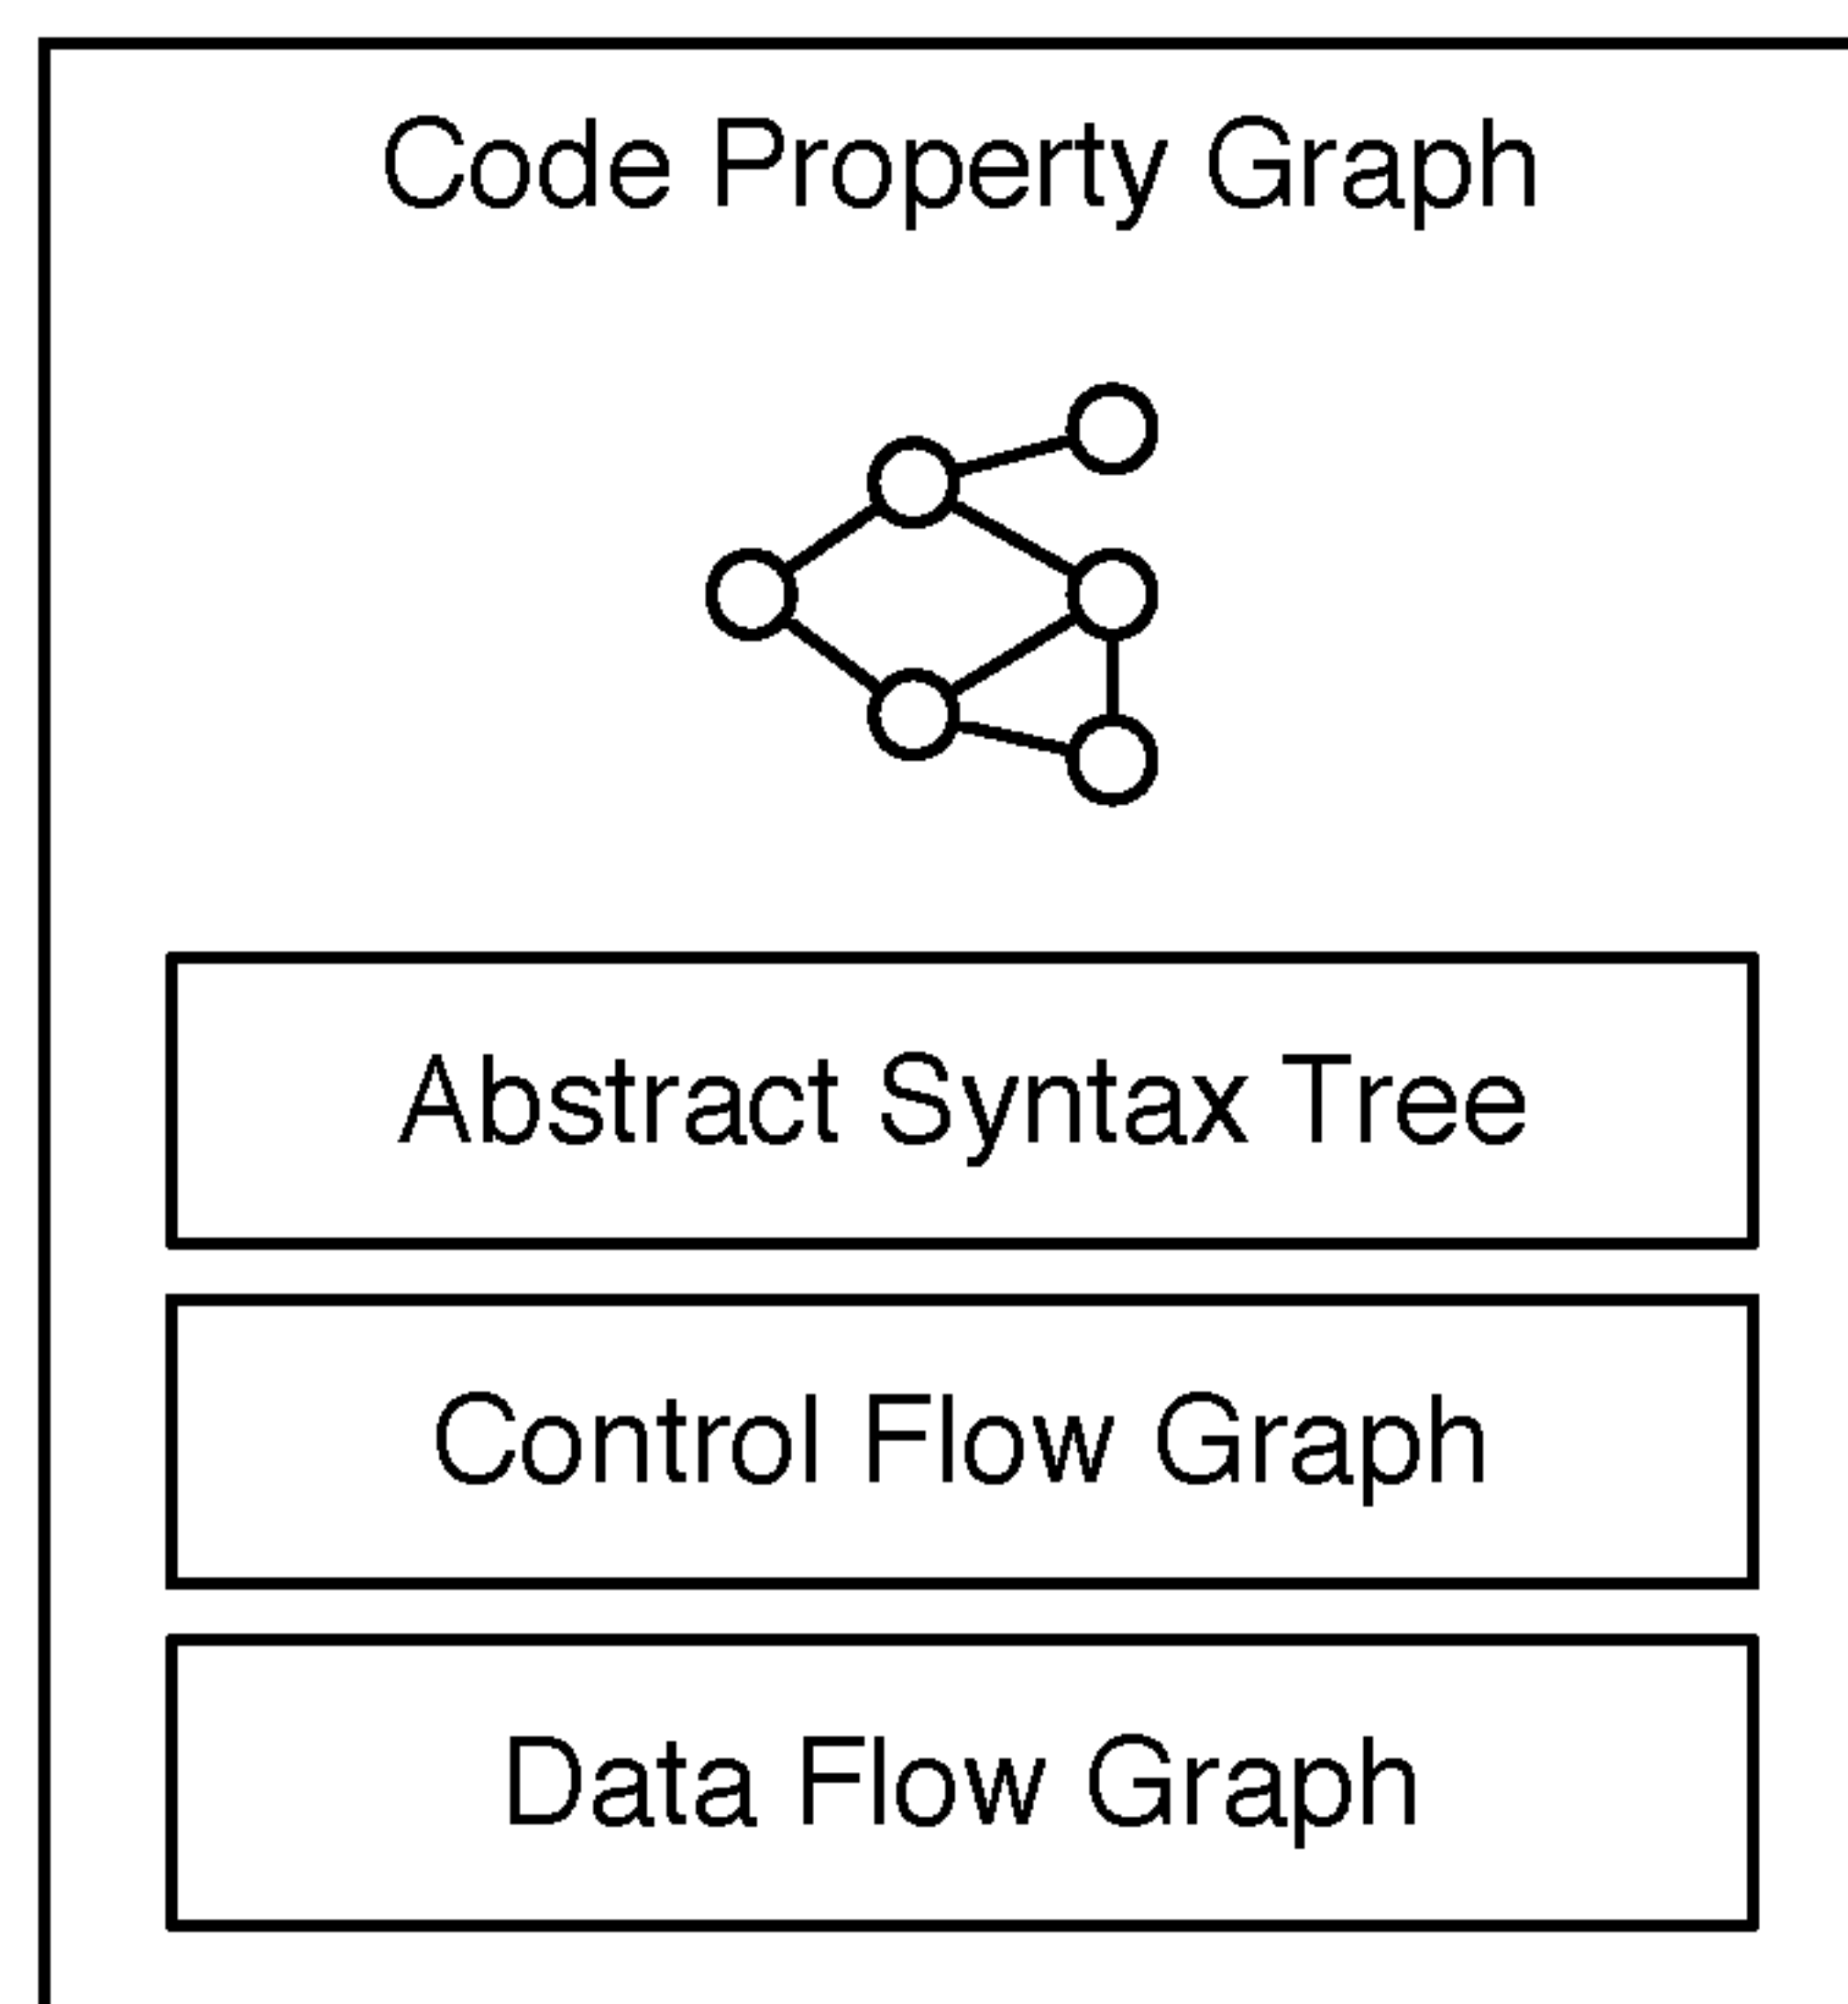 Code Property Graph
Abstract Syntax Tree
Control Flow Graph
Data Flow Graph